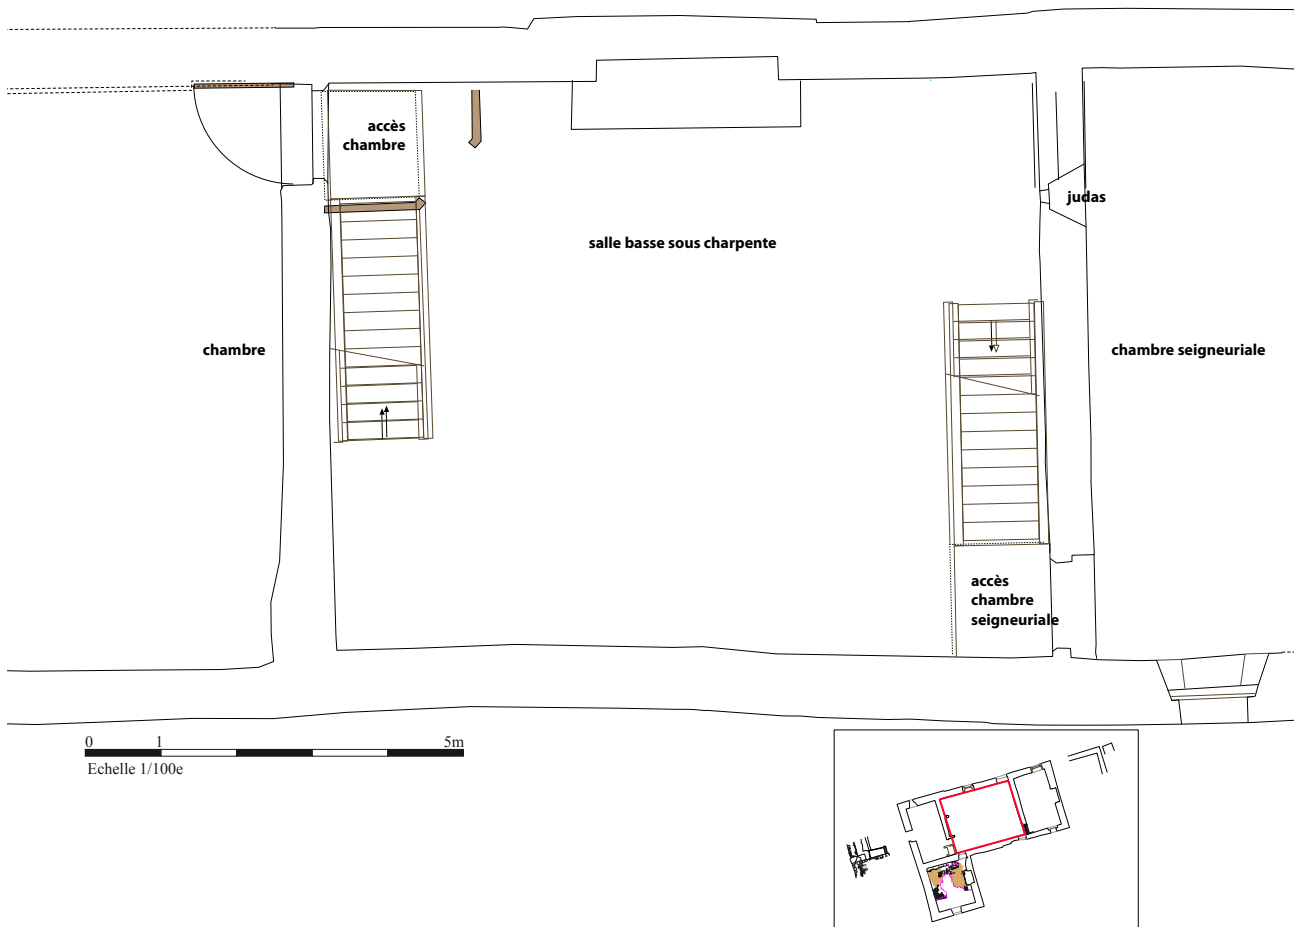 accès
chambre
judas
salle basse sous charpente
chambre
chambre seigneuriale
accès
chambre
seigneuriale
0 1 5m
Echelle 1/100e